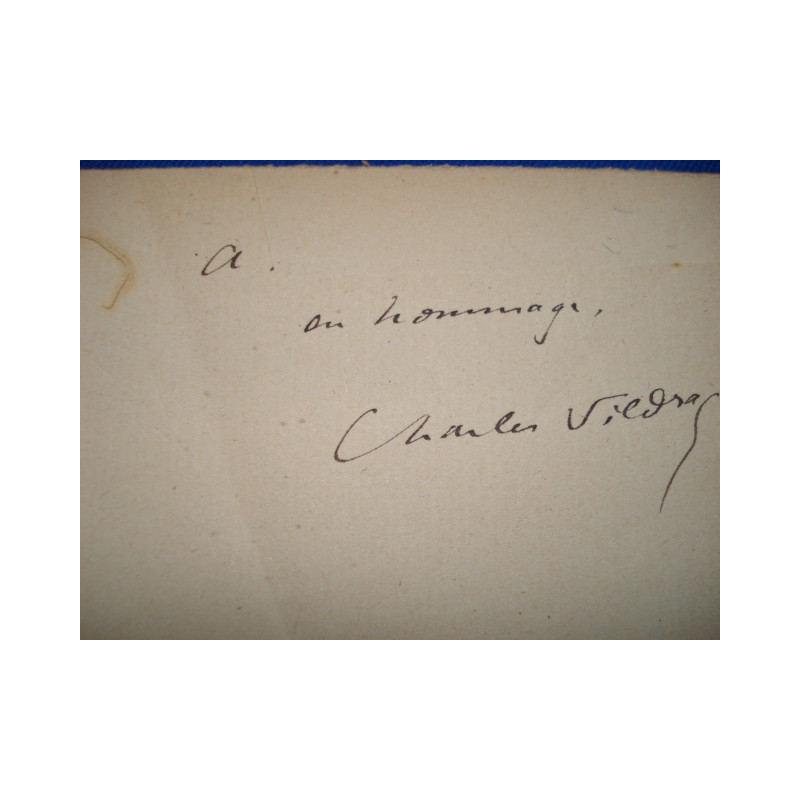 a.
en hommage,
Charles Vildrac